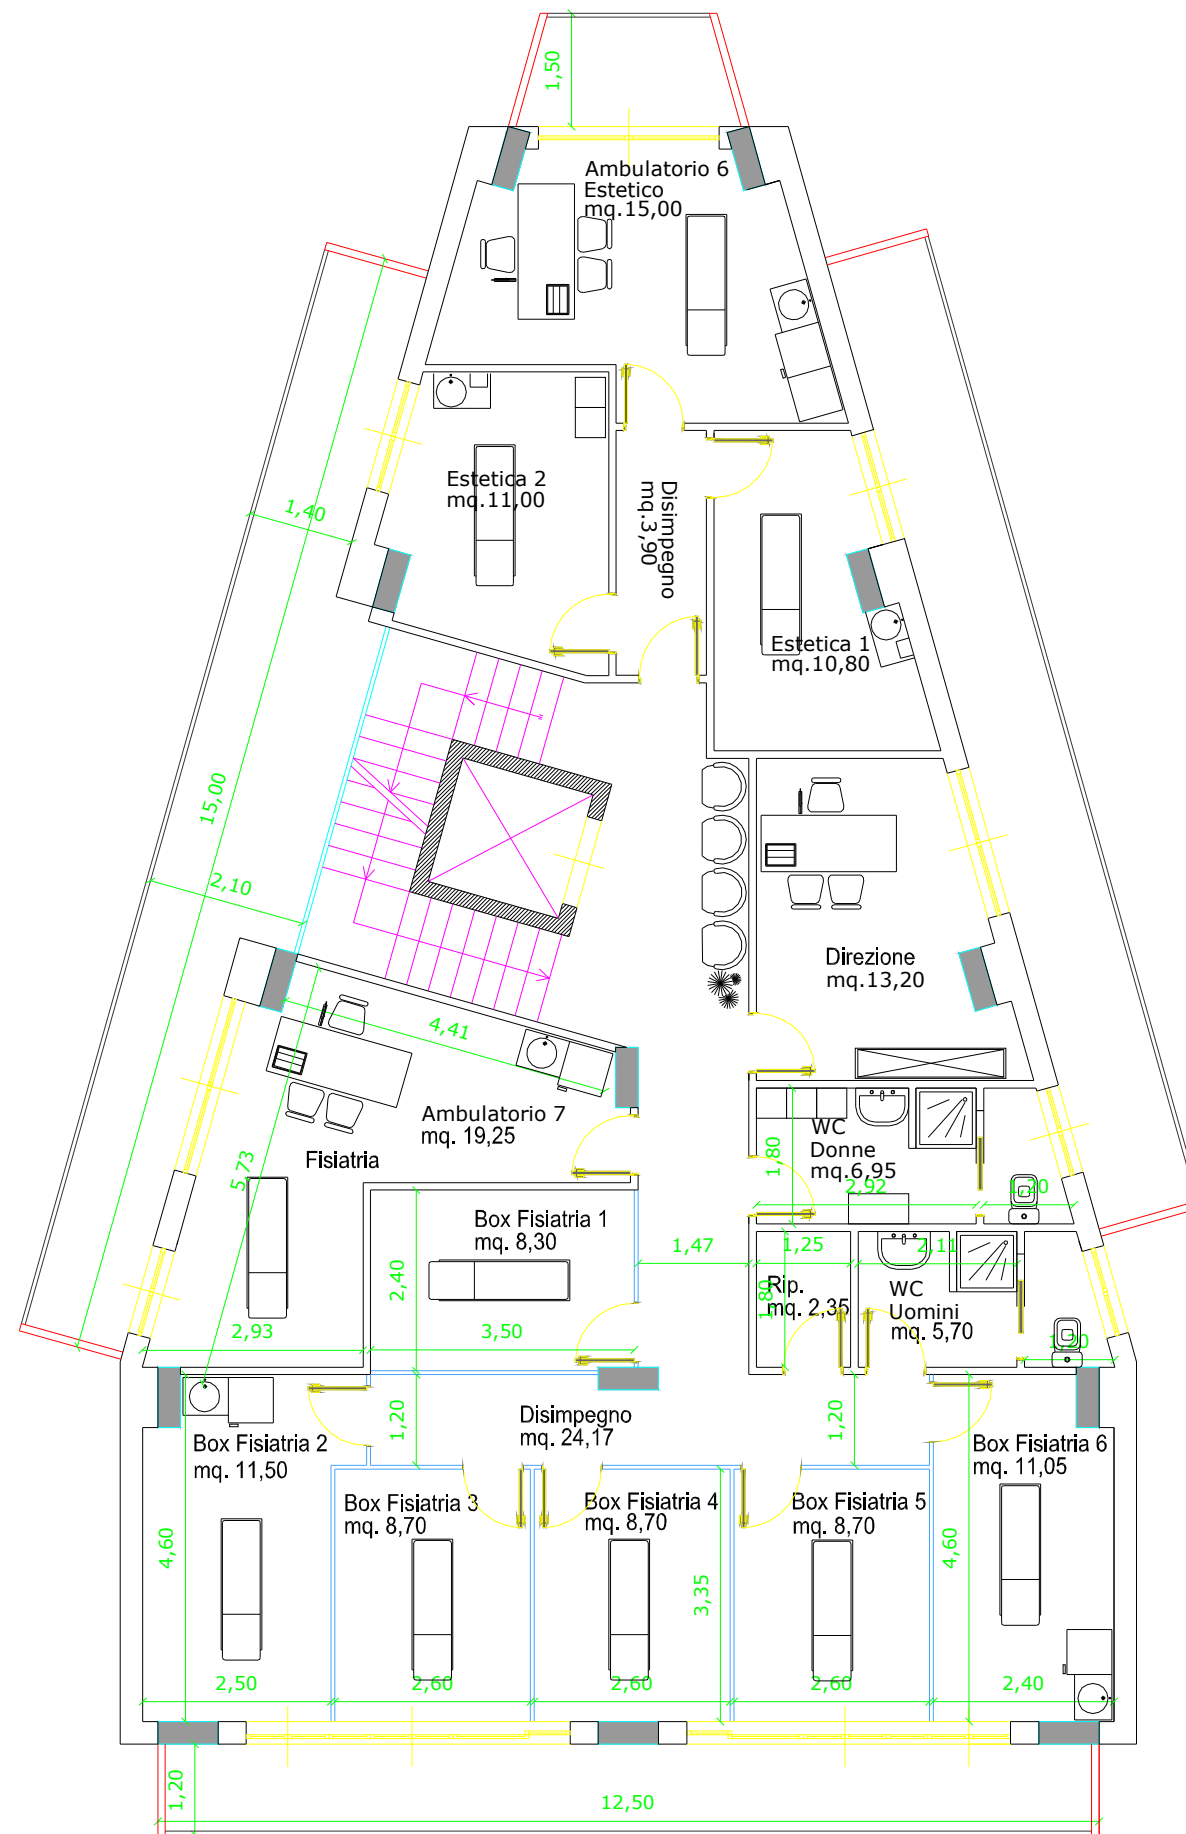 1,50
Ambulatorio 6
Estetico
mq.15,00
Estetica 2
mq.11,00
Disimpegno
mq.3,90
1,40
Estetica 1
mq.10,80
15,00
2,10
Direzione
mq.13,20
4,41
Ambulatorio 7
mq. 19,25
Fisiatria
5,73
WC
Donne
mq.6,95
1,80
2,92
1,20
Box Fisiatria 1
mq. 8,30
2,40
1,47
1,25
2,11
Rip.
mq. 2,35
1,80
WC
Uomini
mq. 5,70
2,93
3,50
1,20
1,20
Disimpegno
mq. 24,17
1,20
Box Fisiatria 2
mq. 11,50
Box Fisiatria 6
mq. 11,05
Box Fisiatria 3
mq. 8,70
Box Fisiatria 4
mq. 8,70
Box Fisiatria 5
mq. 8,70
4,60
3,35
4,60
2,50
2,60
2,60
2,60
2,40
1,20
12,50